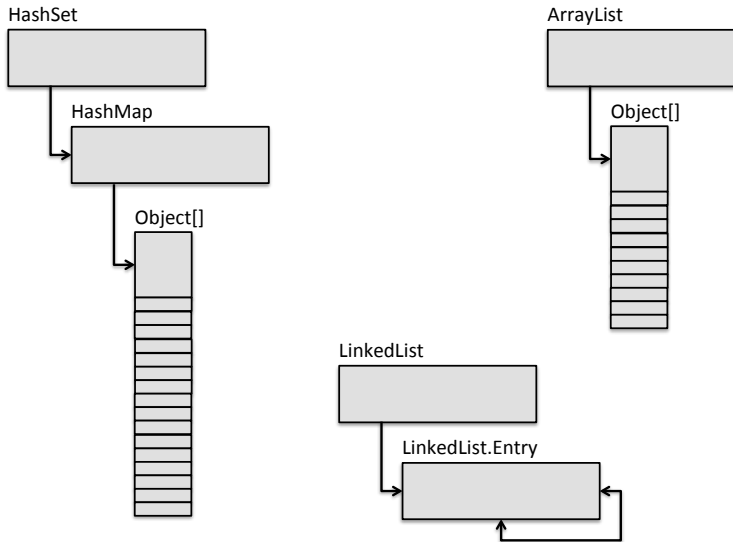 HashSet
HashMap
Object[]
ArrayList
Object[]
LinkedList
LinkedList.Entry